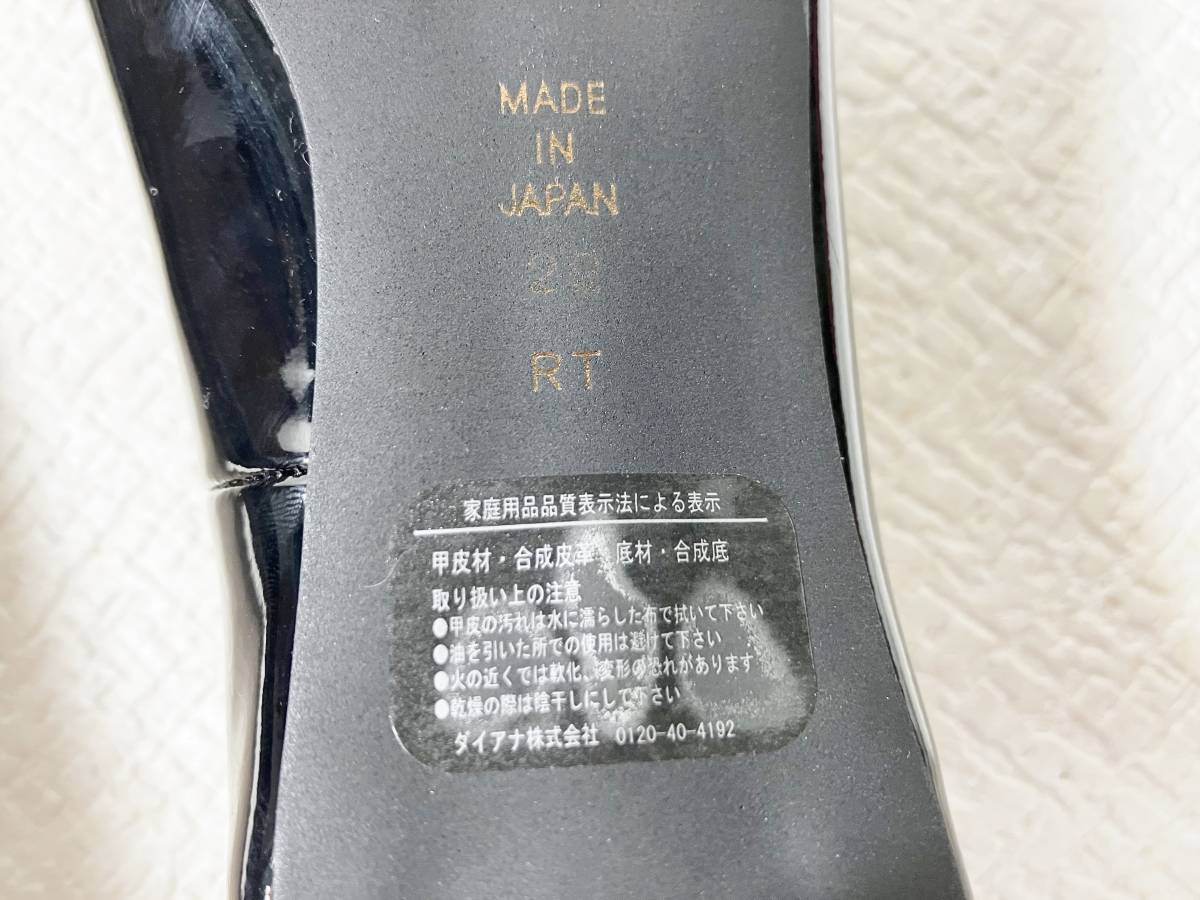 MADE
IN
JAPAN
RT
家庭用品品質表示法による表示
甲皮材・合成皮革 底材・合成底
取り扱い上の注意
●甲皮の汚れは水に濡らした布で拭いて下さい
●油を引いた所での使用は避けて下さい
●火の近くでは軟化、変形の恐れがあります
●乾燥の際は陰干しにして下さい
ダイアナ株式会社 0120-40-4192